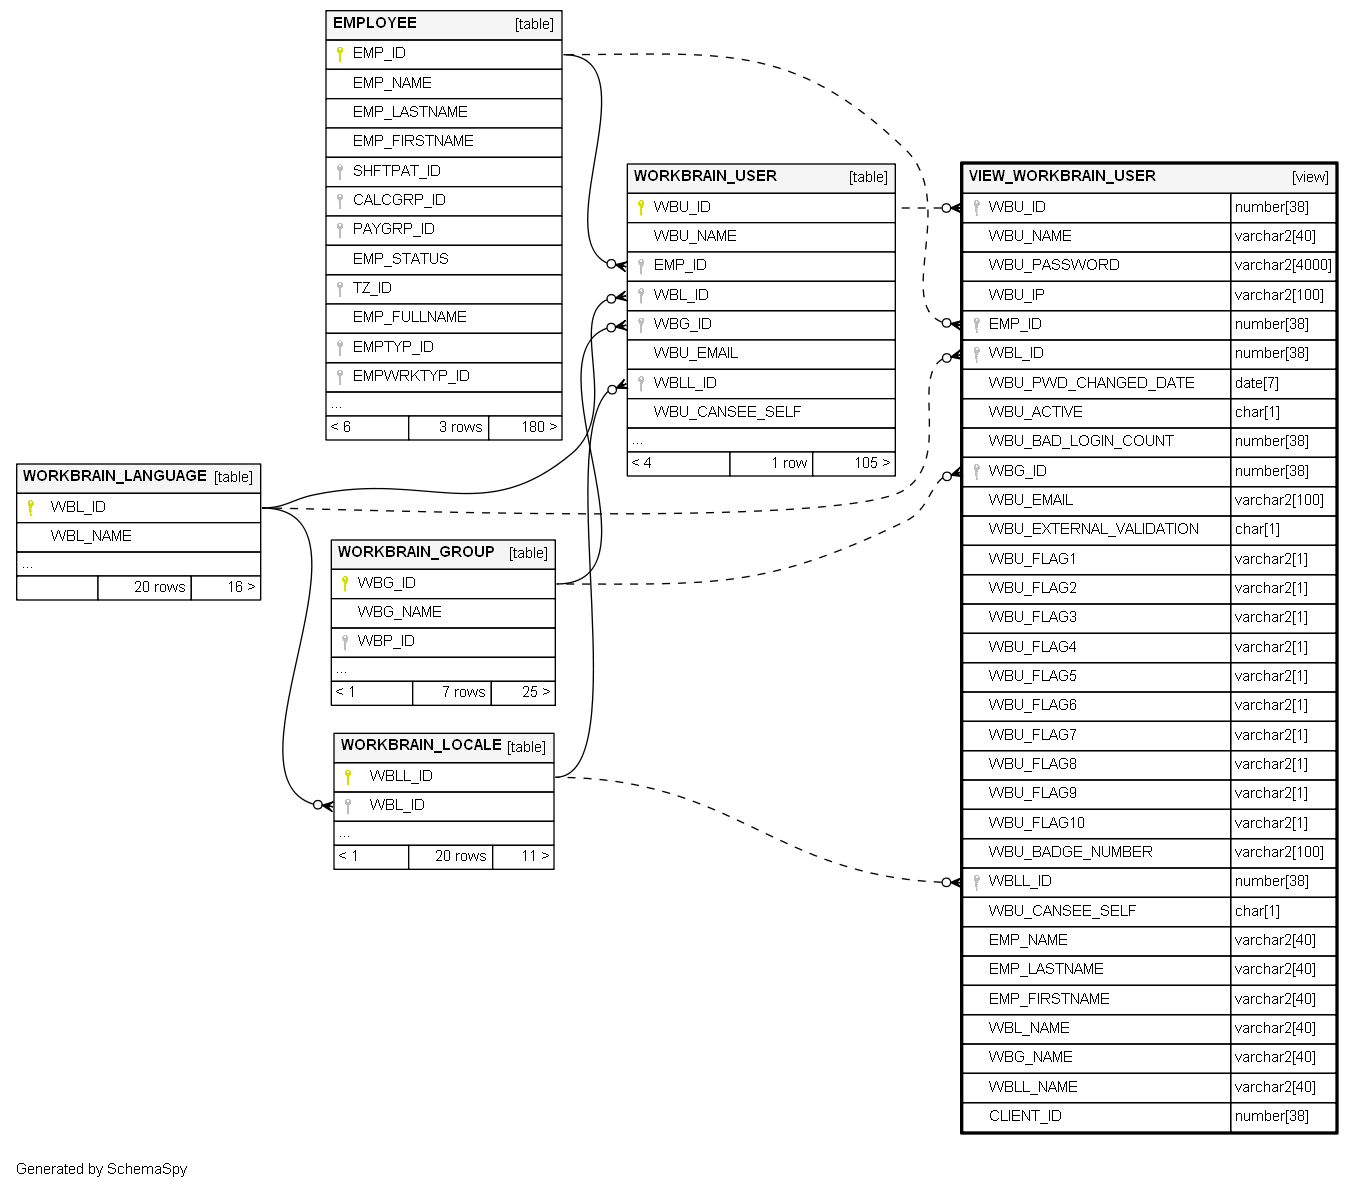 EMPLOYEE [table]
EMP_ID
EMP_NAME
EMP_LASTNAME
EMP_FIRSTNAME
SHFTPAT_ID
CALCGRP_ID
PAYGRP_ID
EMP_STATUS
TZ_ID
EMP_FULLNAME
EMPTYP_ID
EMPWRKTYP_ID
...
< 6 3 rows 180 >
WORKBRAIN_USER [table]
WBU_ID
WBU_NAME
EMP_ID
WBL_ID
WBG_ID
WBU_EMAIL
WBLL_ID
WBU_CANSEE_SELF
...
< 4 1 row 105 >
VIEW_WORKBRAIN_USER [view]
WBU_ID number[38]
WBU_NAME varchar2[40]
WBU_PASSWORD varchar2[4000]
WBU_IP varchar2[100]
EMP_ID number[38]
WBL_ID number[38]
WBU_PWD_CHANGED_DATE date[7]
WBU_ACTIVE char[1]
WBU_BAD_LOGIN_COUNT number[38]
WBG_ID number[38]
WBU_EMAIL varchar2[100]
WBU_EXTERNAL_VALIDATION char[1]
WBU_FLAG1 varchar2[1]
WBU_FLAG2 varchar2[1]
WBU_FLAG3 varchar2[1]
WBU_FLAG4 varchar2[1]
WBU_FLAG5 varchar2[1]
WBU_FLAG6 varchar2[1]
WBU_FLAG7 varchar2[1]
WBU_FLAG8 varchar2[1]
WBU_FLAG9 varchar2[1]
WBU_FLAG10 varchar2[1]
WBU_BADGE_NUMBER varchar2[100]
WBLL_ID number[38]
WBU_CANSEE_SELF char[1]
EMP_NAME varchar2[40]
EMP_LASTNAME varchar2[40]
EMP_FIRSTNAME varchar2[40]
WBL_NAME varchar2[40]
WBG_NAME varchar2[40]
WBLL_NAME varchar2[40]
CLIENT_ID number[38]
WORKBRAIN_LANGUAGE [table]
WBL_ID
WBL_NAME
...
20 rows 16 >
WORKBRAIN_GROUP [table]
WBG_ID
WBG_NAME
WBP_ID
...
< 1 7 rows 25 >
WORKBRAIN_LOCALE [table]
WBLL_ID
WBL_ID
...
< 1 20 rows 11 >
Generated by SchemaSpy